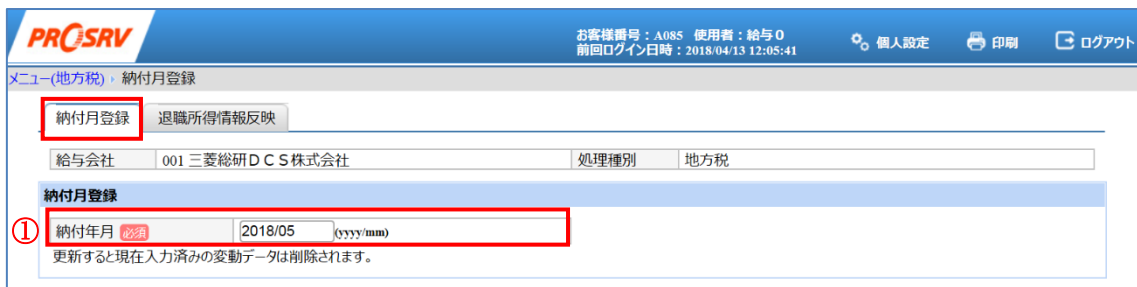 PROSRV
お客様番号：A085 使用者：給与０
前回ログイン日時：2018/04/13 12:05:41
個人設定
印刷
ログアウト
メニュー(地方税) › 納付月登録
納付月登録
退職所得情報反映
給与会社 001 三菱総研ＤＣＳ株式会社 処理種別 地方税
納付月登録
①
納付年月 必須 2018/05 (yyyy/mm)
更新すると現在入力済みの変動データは削除されます。